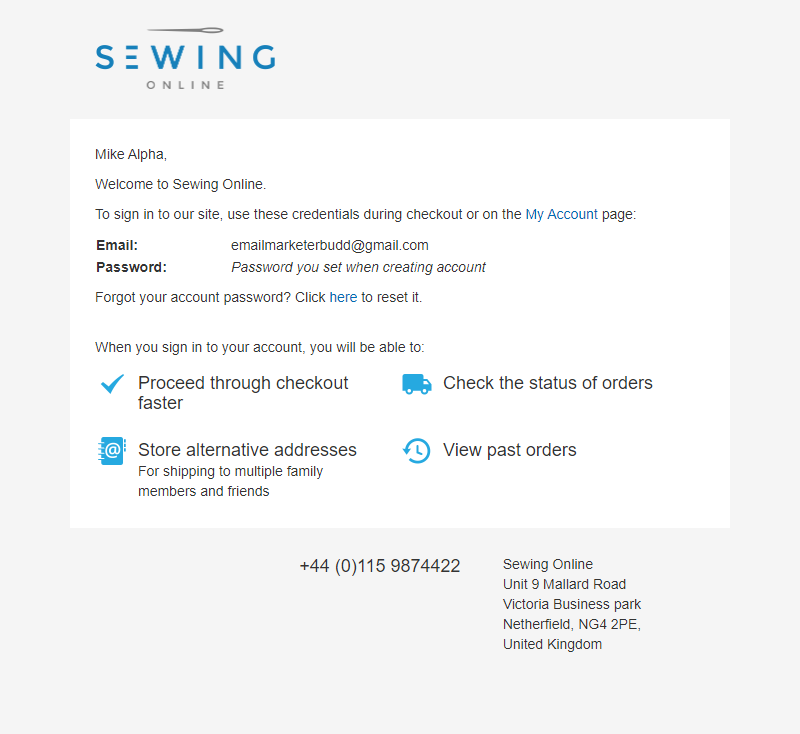 SEWING
ONLINE
Mike Alpha,
Welcome to Sewing Online.
To sign in to our site, use these credentials during checkout or on the My Account page:
Email: emailmarketerbudd@gmail.com
Password: Password you set when creating account
Forgot your account password? Click here to reset it.
When you sign in to your account, you will be able to:
Proceed through checkout
faster
Check the status of orders
Store alternative addresses
For shipping to multiple family
members and friends
View past orders
+44 (0)115 9874422
Sewing Online
Unit 9 Mallard Road
Victoria Business park
Netherfield, NG4 2PE,
United Kingdom